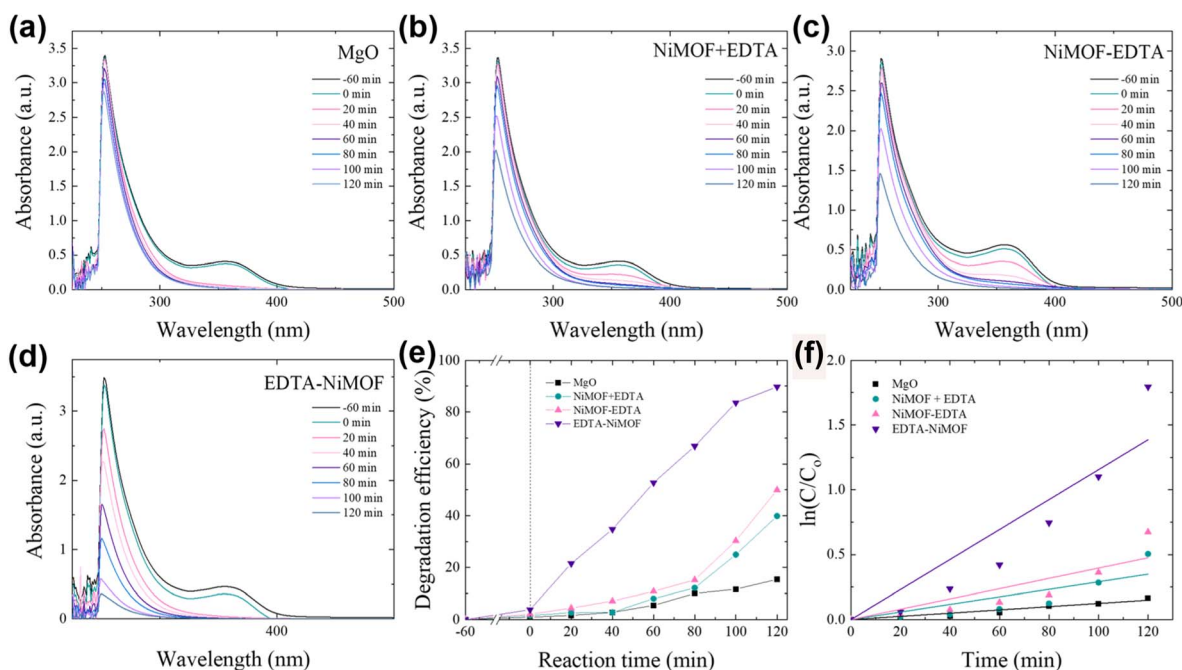 (a)
MgO
-60 min
0 min
20 min
40 min
60 min
80 min
100 min
120 min
3.5
3.0
2.5
2.0
1.5
1.0
0.5
0.0
Absorbance (a.u.)
300
400
500
Wavelength (nm)
(b)
NiMOF+EDTA
-60 min
0 min
20 min
40 min
60 min
80 min
100 min
120 min
3.5
3.0
2.5
2.0
1.5
1.0
0.5
0.0
Absorbance (a.u.)
300
400
500
Wavelength (nm)
(c)
NiMOF-EDTA
-60 min
0 min
20 min
40 min
60 min
80 min
100 min
120 min
3.0
2.5
2.0
1.5
1.0
0.5
0.0
Absorbance (a.u.)
300
400
500
Wavelength (nm)
(d)
EDTA-NiMOF
-60 min
0 min
20 min
40 min
60 min
80 min
100 min
120 min
3
2
1
0
Absorbance (a.u.)
400
Wavelength (nm)
(e)
MgO
NiMOF+EDTA
NiMOF-EDTA
EDTA-NiMOF
100
80
60
40
20
0
Degradation efficiency (%)
-60
0
20
40
60
80
100
120
Reaction time (min)
(f)
MgO
NiMOF + EDTA
NiMOF-EDTA
EDTA-NiMOF
2.0
1.5
1.0
0.5
0.0
ln(C/Co)
0
20
40
60
80
100
120
Time (min)